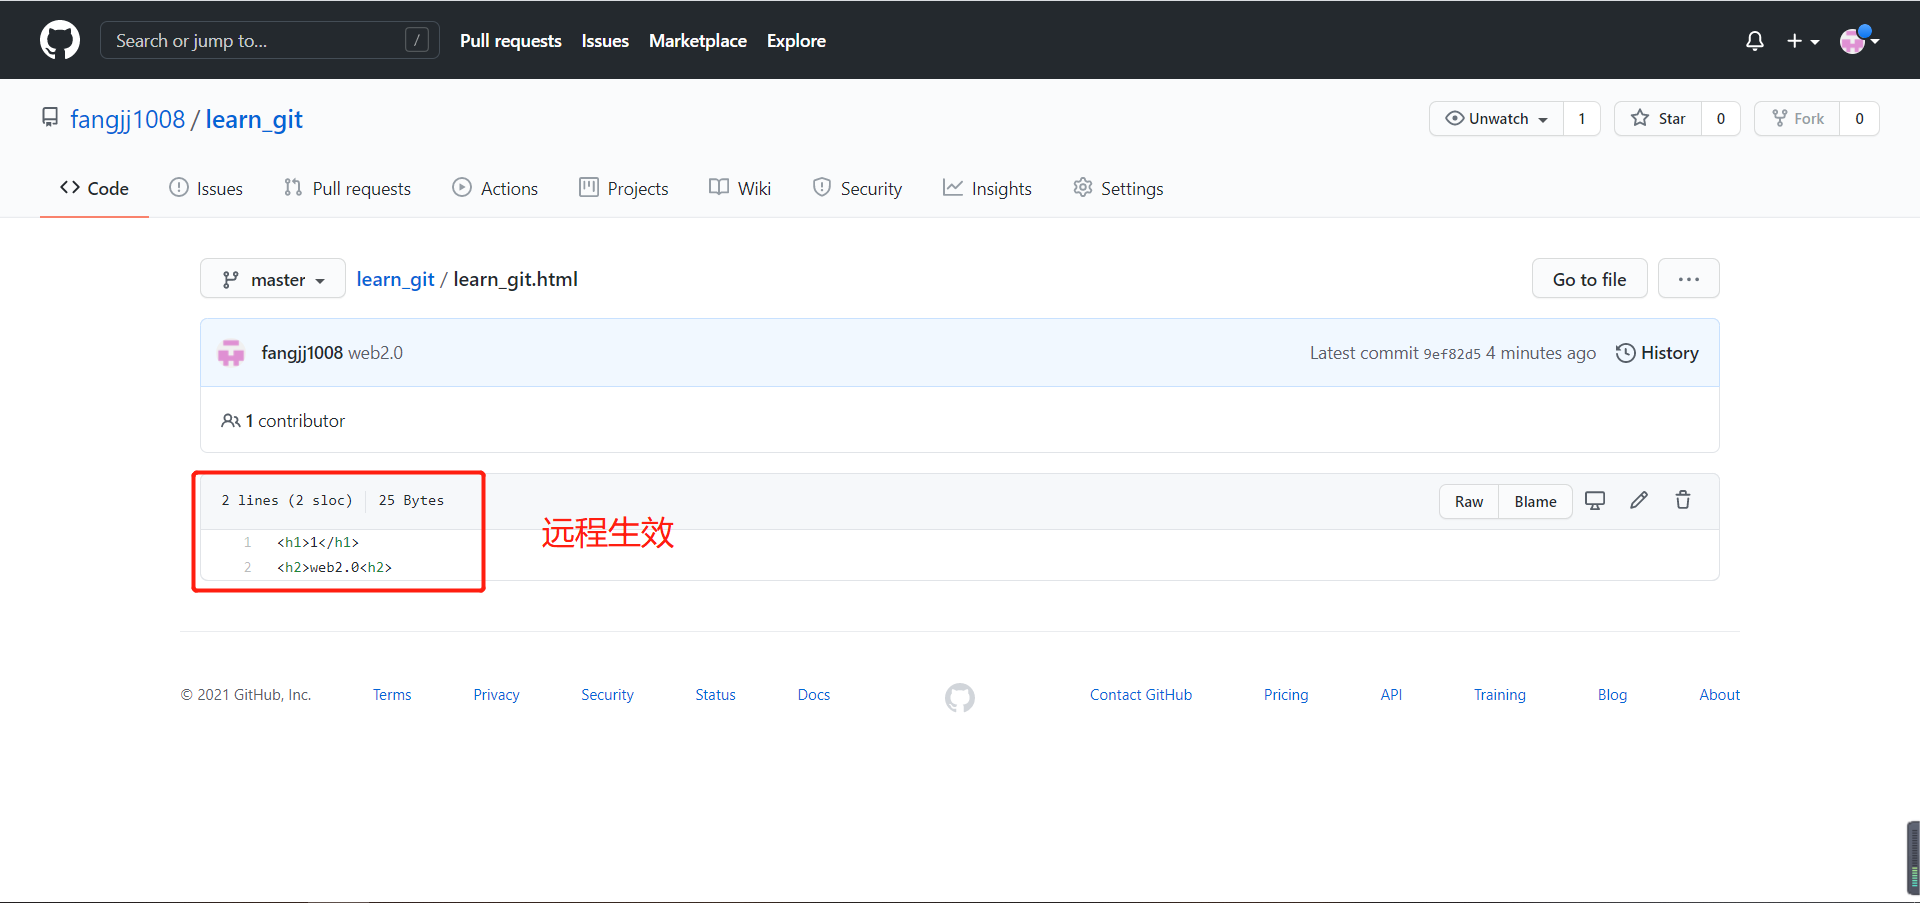 Search or jump to... /
Pull requests Issues Marketplace Explore
fangjj1008 / learn_git
Unwatch 1 Star 0 Fork 0
Code Issues Pull requests Actions Projects Wiki Security Insights Settings
master learn_git / learn_git.html Go to file ...
fangjj1008 web2.0 Latest commit 9ef82d5 4 minutes ago History
1 contributor
2 lines (2 sloc) 25 Bytes Raw Blame
远程生效
1 <h1>1</h1>
2 <h2>web2.0<h2>
© 2021 GitHub, Inc. Terms Privacy Security Status Docs Contact GitHub Pricing API Training Blog About